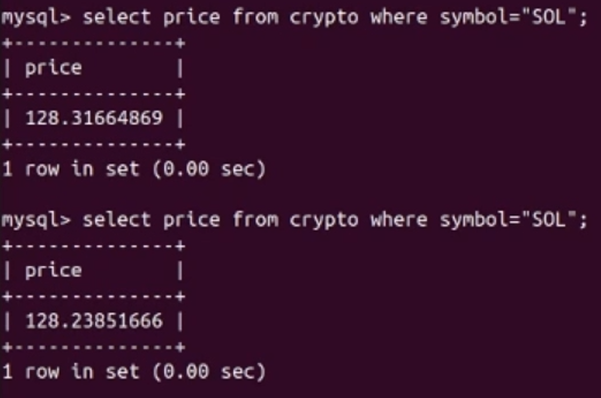 mysql> select price from crypto where symbol="SOL";
+--------------+
| price        |
+--------------+
| 128.31664869 |
+--------------+
1 row in set (0.00 sec)

mysql> select price from crypto where symbol="SOL";
+--------------+
| price        |
+--------------+
| 128.23851666 |
+--------------+
1 row in set (0.00 sec)